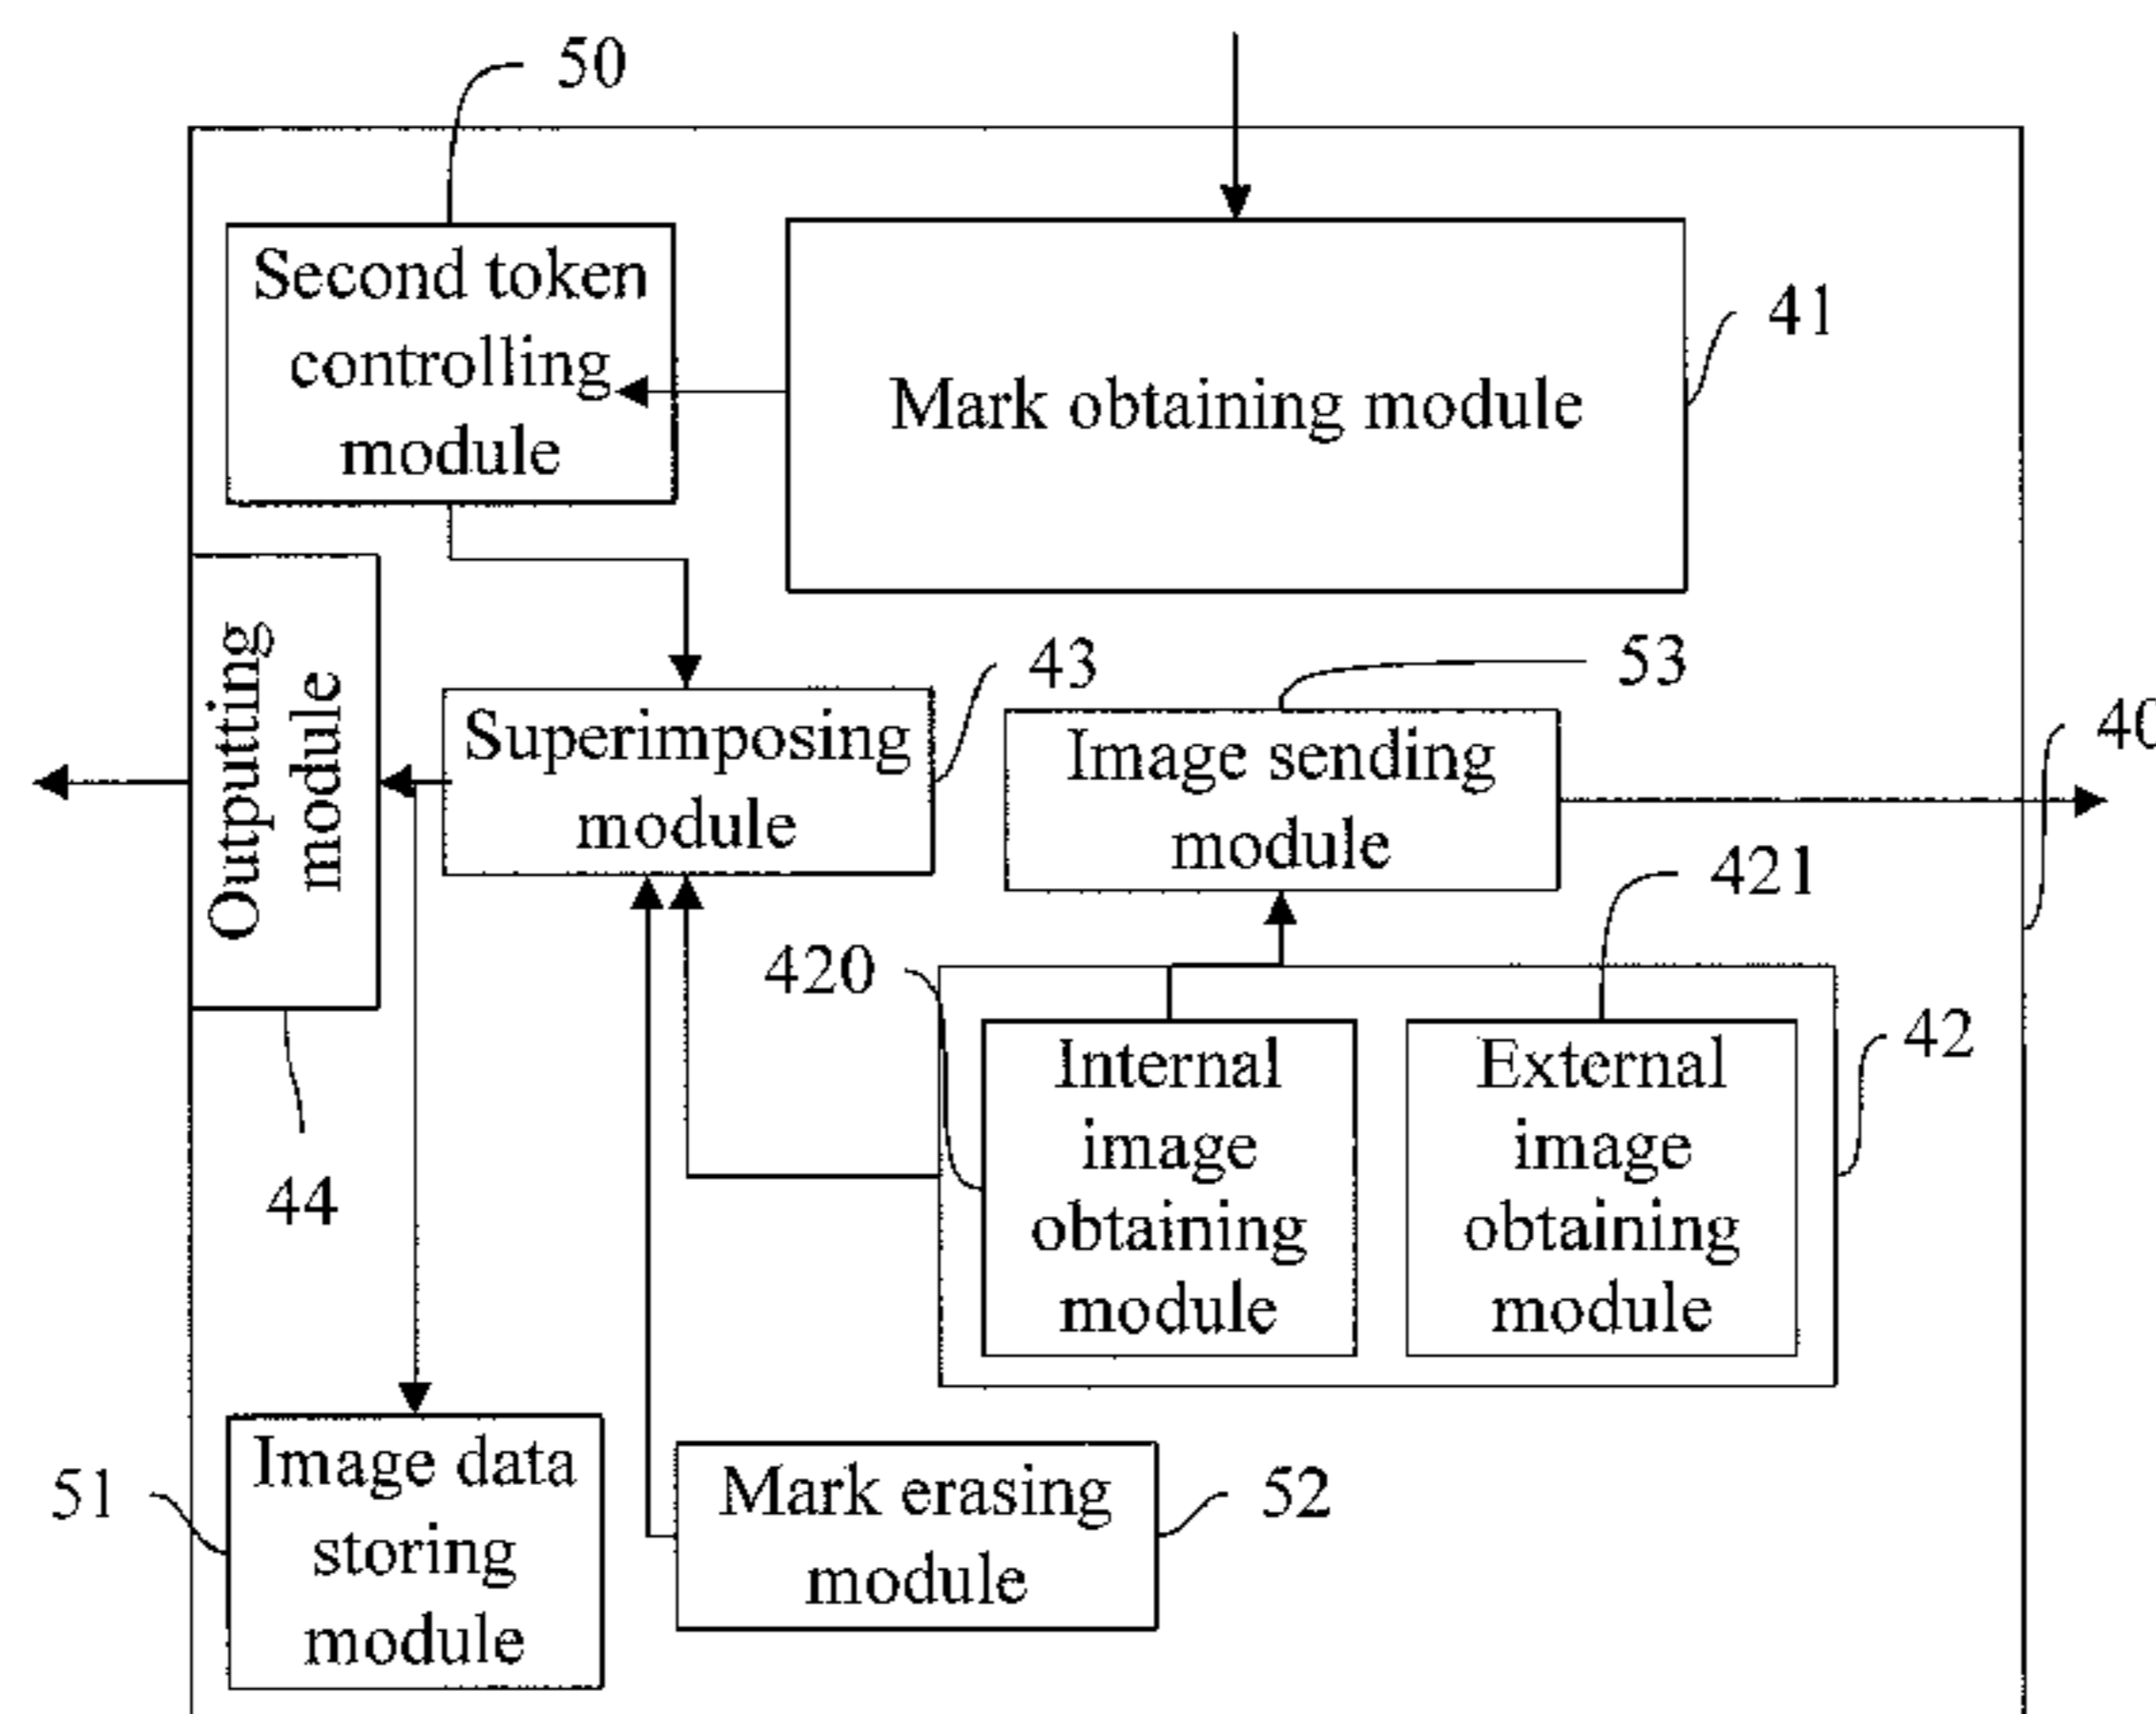 50
Second token
controlling
module
Mark obtaining module
41
Outputting
module
44
Superimposing
module
43
Image sending
module
53
40
420
421
42
Internal
image
obtaining
module
External
image
obtaining
module
51
Image data
storing
module
Mark erasing
module
52